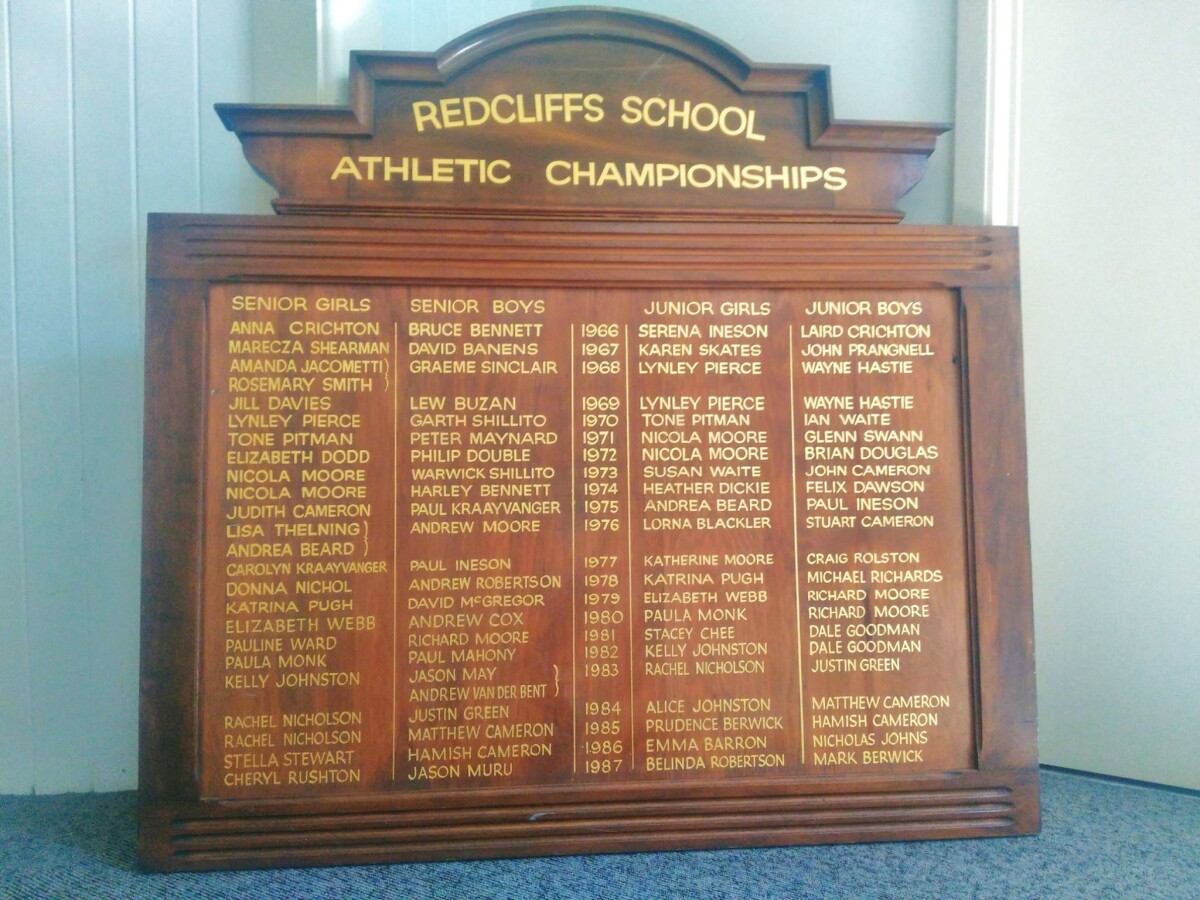 REDCLIFFS SCHOOL
ATHLETIC CHAMPIONSHIPS
SENIOR GIRLS SENIOR BOYS JUNIOR GIRLS JUNIOR BOYS
ANNA CRICHTON BRUCE BENNETT 1966 SERENA INESON LAIRD CRICHTON
MARECZA SHEARMAN DAVID BANENS 1967 KAREN SKATES JOHN PRANGNELL
AMANDA JACOMETTI } GRAEME SINCLAIR 1968 LYNLEY PIERCE WAYNE HASTIE
ROSEMARY SMITH }
JILL DAVIES LEW BUZAN 1969 LYNLEY PIERCE WAYNE HASTIE
LYNLEY PIERCE GARTH SHILLITO 1970 TONE PITMAN IAN WAITE
TONE PITMAN PETER MAYNARD 1971 NICOLA MOORE GLENN SWANN
ELIZABETH DODD PHILIP DOUBLE 1972 NICOLA MOORE BRIAN DOUGLAS
NICOLA MOORE WARWICK SHILLITO 1973 SUSAN WAITE JOHN CAMERON
NICOLA MOORE HARLEY BENNETT 1974 HEATHER DICKIE FELIX DAWSON
JUDITH CAMERON PAUL KRAAYVANGER 1975 ANDREA BEARD PAUL INESON
LISA THELNING } ANDREW MOORE 1976 LORNA BLACKLER STUART CAMERON
ANDREA BEARD }
CAROLYN KRAAYVANGER PAUL INESON 1977 KATHERINE MOORE CRAIG ROLSTON
DONNA NICHOL ANDREW ROBERTSON 1978 KATRINA PUGH MICHAEL RICHARDS
KATRINA PUGH DAVID McGREGOR 1979 ELIZABETH WEBB RICHARD MOORE
ELIZABETH WEBB ANDREW COX 1980 PAULA MONK RICHARD MOORE
PAULINE WARD RICHARD MOORE 1981 STACEY CHEE DALE GOODMAN
PAULA MONK PAUL MAHONY 1982 KELLY JOHNSTON DALE GOODMAN
KELLY JOHNSTON JASON MAY } 1983 RACHEL NICHOLSON JUSTIN GREEN
ANDREW VAN DER BENT }
RACHEL NICHOLSON JUSTIN GREEN 1984 ALICE JOHNSTON MATTHEW CAMERON
RACHEL NICHOLSON MATTHEW CAMERON 1985 PRUDENCE BERWICK HAMISH CAMERON
STELLA STEWART HAMISH CAMERON 1986 EMMA BARRON NICHOLAS JOHNS
CHERYL RUSHTON JASON MURU 1987 BELINDA ROBERTSON MARK BERWICK